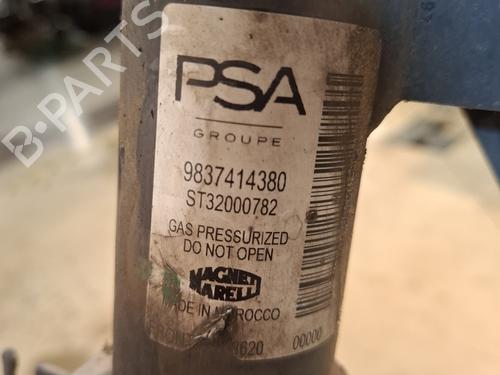 PSA
GROUPE
9837414380
ST32000782
GAS PRESSURIZED
DO NOT OPEN
MAGNETI
MARELLI
MADE IN MOROCCO
00000
B-PARTS